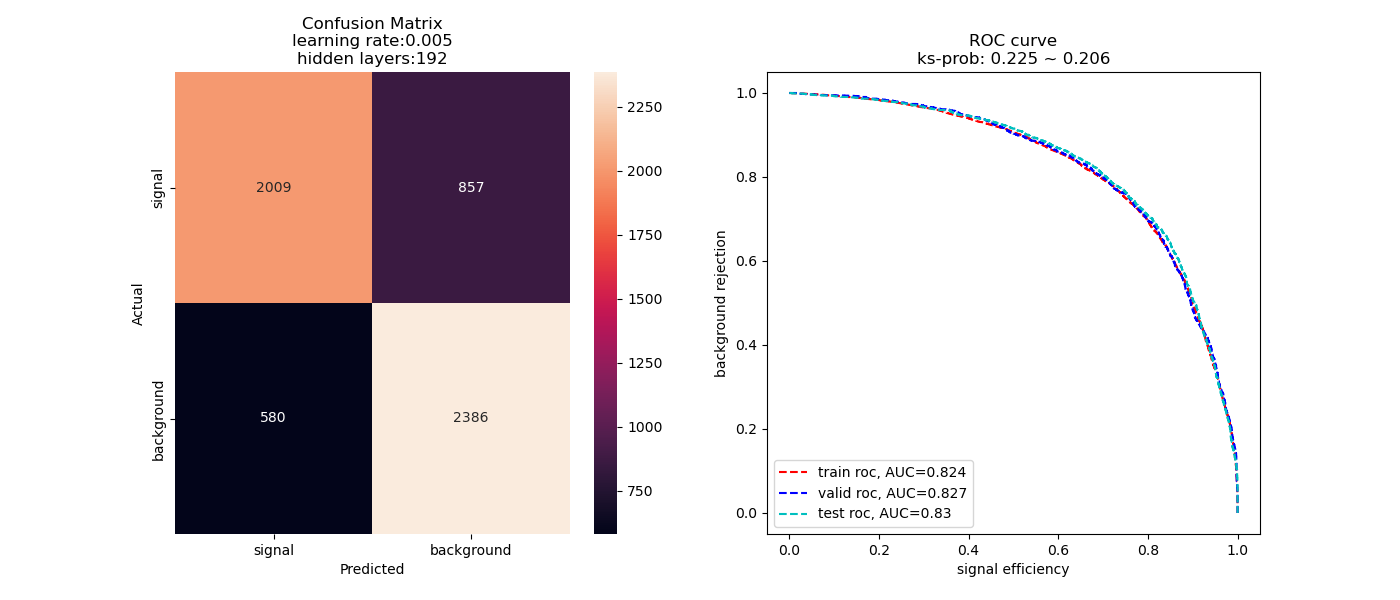 Confusion Matrix
learning rate:0.005
hidden layers:192
signal
background
Actual
2009
857
580
2386
signal
background
Predicted
2250
2000
1750
1500
1250
1000
750
ROC curve
ks-prob: 0.225 ~ 0.206
background rejection
1.0
0.8
0.6
0.4
0.2
0.0
train roc, AUC=0.824
valid roc, AUC=0.827
test roc, AUC=0.83
0.0
0.2
0.4
0.6
0.8
1.0
signal efficiency